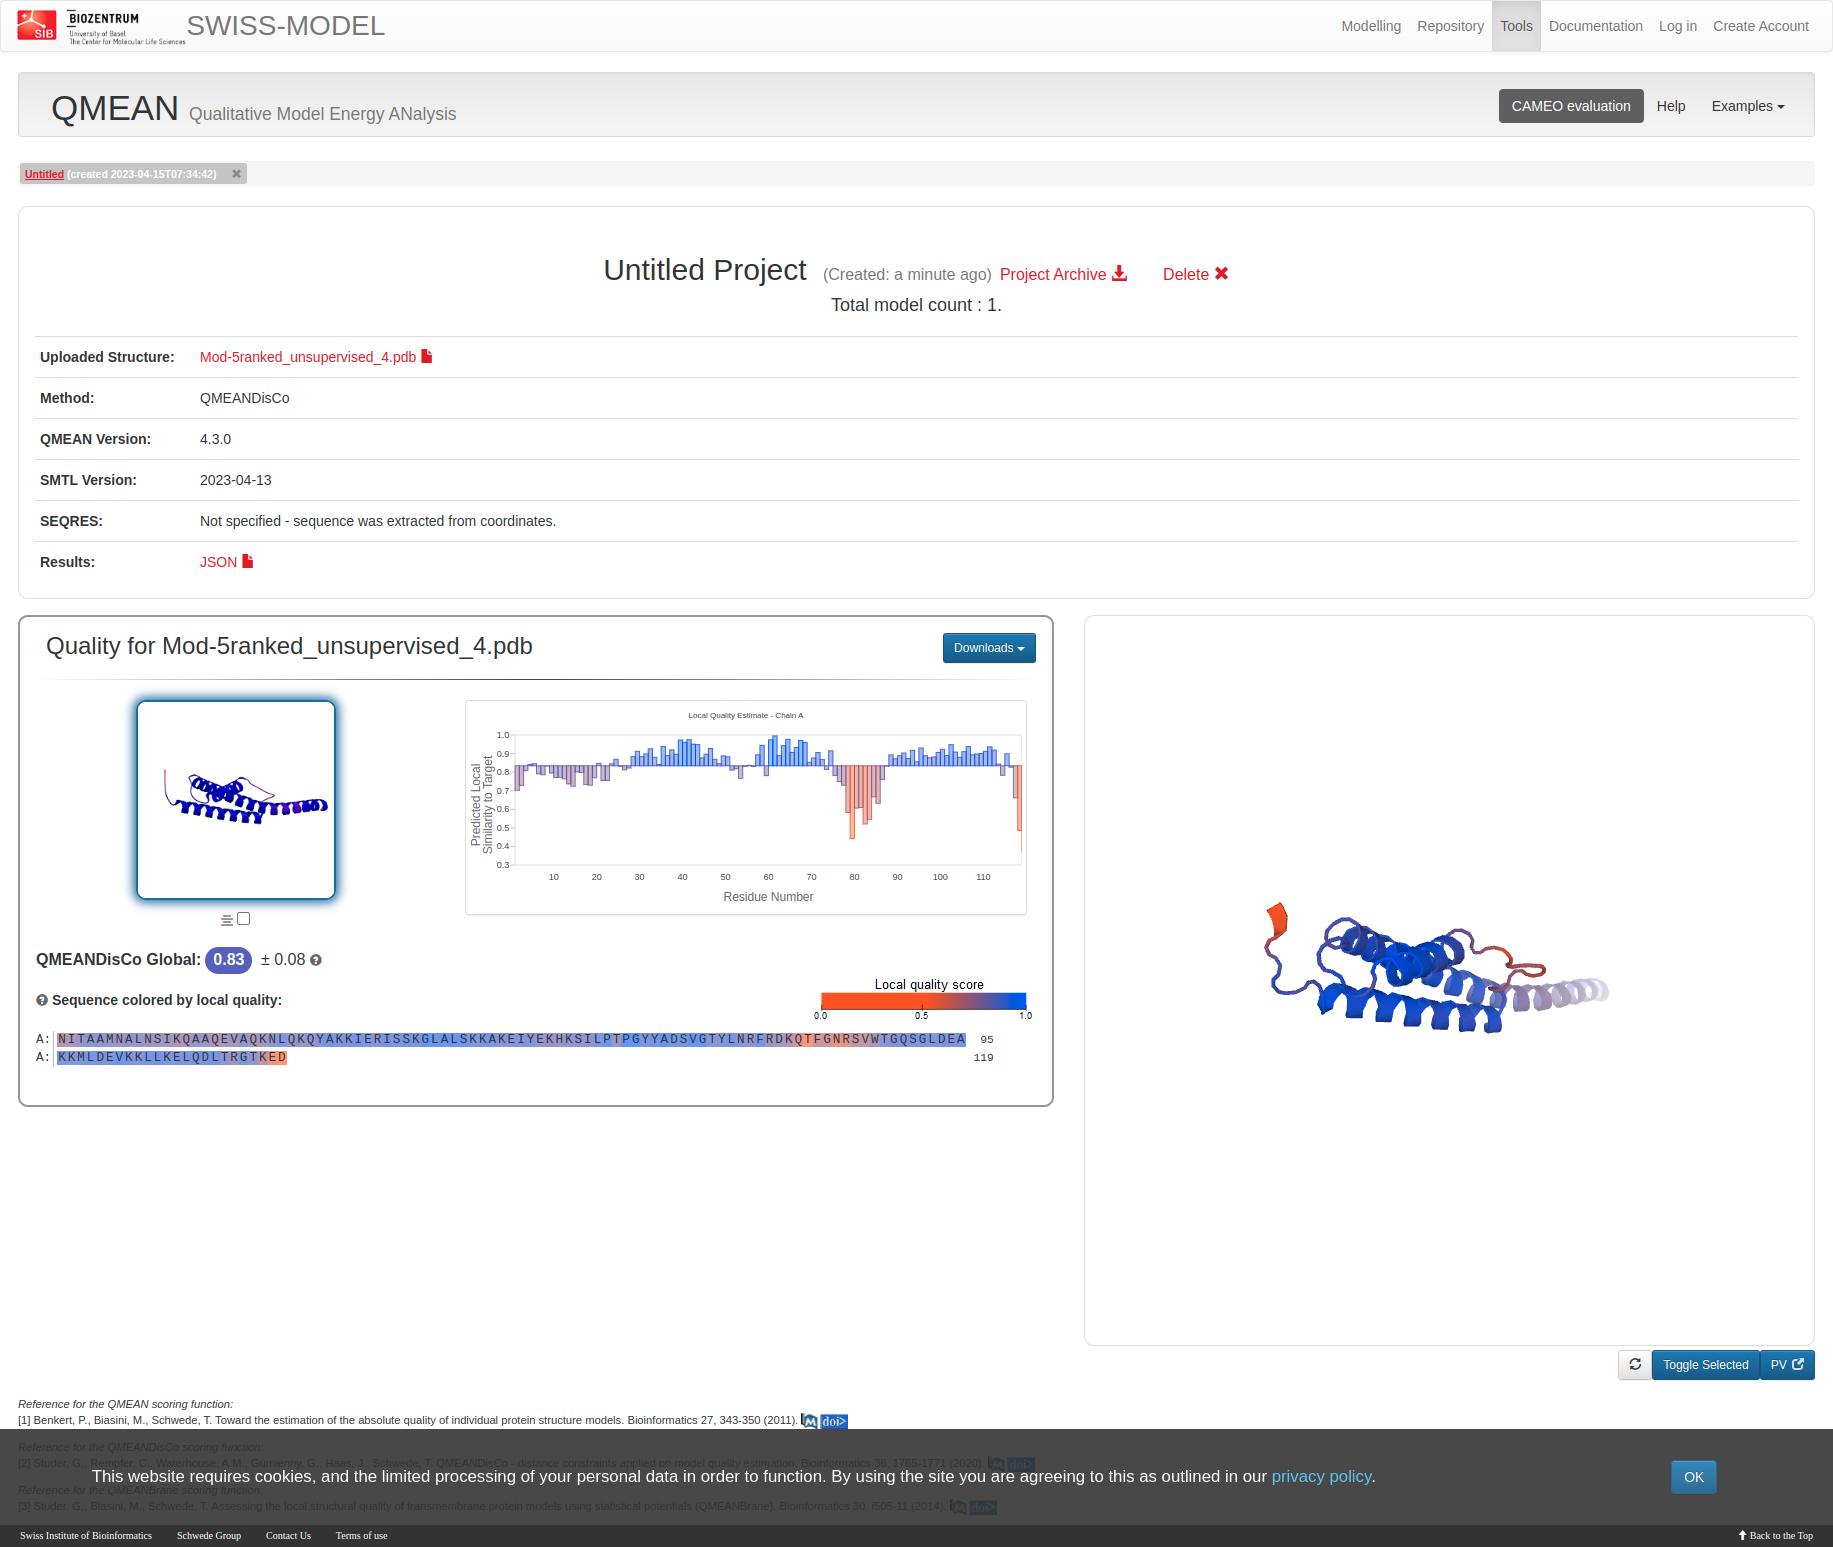 SIB
BIOZENTRUM
University of Basel
The Center for Molecular Life Sciences
SWISS-MODEL
Modelling Repository Tools Documentation Log in Create Account
QMEAN Qualitative Model Energy ANalysis
CAMEO evaluation Help Examples
Untitled (created 2023-04-15T07:34:42)
Untitled Project (Created: a minute ago) Project Archive Delete
Total model count : 1.
Uploaded Structure: Mod-5ranked_unsupervised_4.pdb
Method: QMEANDisCo
QMEAN Version: 4.3.0
SMTL Version: 2023-04-13
SEQRES: Not specified - sequence was extracted from coordinates.
Results: JSON
Quality for Mod-5ranked_unsupervised_4.pdb
Downloads
Local Quality Estimate - Chain A
Predicted Local
Similarity to Target
1.0
0.9
0.8
0.7
0.6
0.5
0.4
0.3
10 20 30 40 50 60 70 80 90 100 110
Residue Number
QMEANDisCo Global: 0.83 ± 0.08
Sequence colored by local quality:
Local quality score
0.0 0.5 1.0
A: NITAAMNALNSIKQAAQEVAQKNLQKQYAKKIERISSKGLALSKKAKEIYEKHKSILPTPGYYADSVGTYLNRFRDKQTFGNRSVWTGQSGLDEA 95
A: KKMLDEVKKLLKELQDLTRGTKED 119
Toggle Selected PV
Reference for the QMEAN scoring function:
[1] Benkert, P., Biasini, M., Schwede, T. Toward the estimation of the absolute quality of individual protein structure models. Bioinformatics 27, 343-350 (2011). M doi>
Reference for the QMEANDisCo scoring function:
[2] Studer, G., Rempfer, C., Waterhouse, A.M., Gumienny, G., Haas, J., Schwede, T. QMEANDisCo - distance constraints applied on model quality estimation. Bioinformatics 36, 1765-1771 (2020). M doi>
This website requires cookies, and the limited processing of your personal data in order to function. By using the site you are agreeing to this as outlined in our privacy policy.
OK
Reference for the QMEANBrane scoring function:
[3] Studer, G., Biasini, M., Schwede, T. Assessing the local structural quality of transmembrane protein models using statistical potentials (QMEANBrane). Bioinformatics 30, i505-11 (2014). M doi>
Swiss Institute of Bioinformatics Schwede Group Contact Us Terms of use Back to the Top